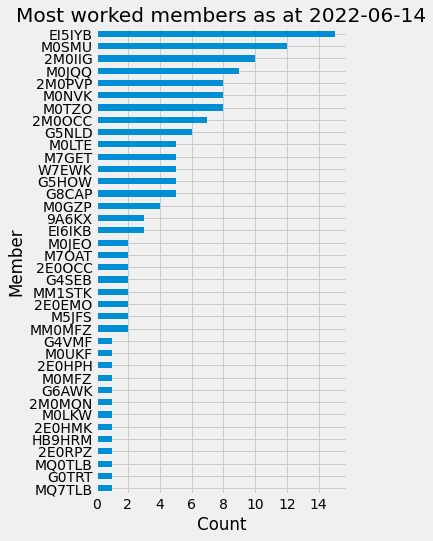 Most worked members as at 2022-06-14
EI5IYB
M0SMU
2M0IIG
M0JQQ
2M0PVP
M0NVK
M0TZO
2M0OCC
G5NLD
M0LTE
M7GET
W7EWK
G5HOW
G8CAP
M0GZP
9A6KX
EI6IKB
M0JEO
M7OAT
2E0OCC
G4SEB
MM1STK
2E0EMO
M5JFS
MM0MFZ
G4VMF
M0UKF
2E0HPH
M0MFZ
G6AWK
2M0MON
M0LKW
2E0HMK
HB9HRM
2E0RPZ
MQ0TLB
G0TRT
MQ7TLB
Member
0 2 4 6 8 10 12 14
Count